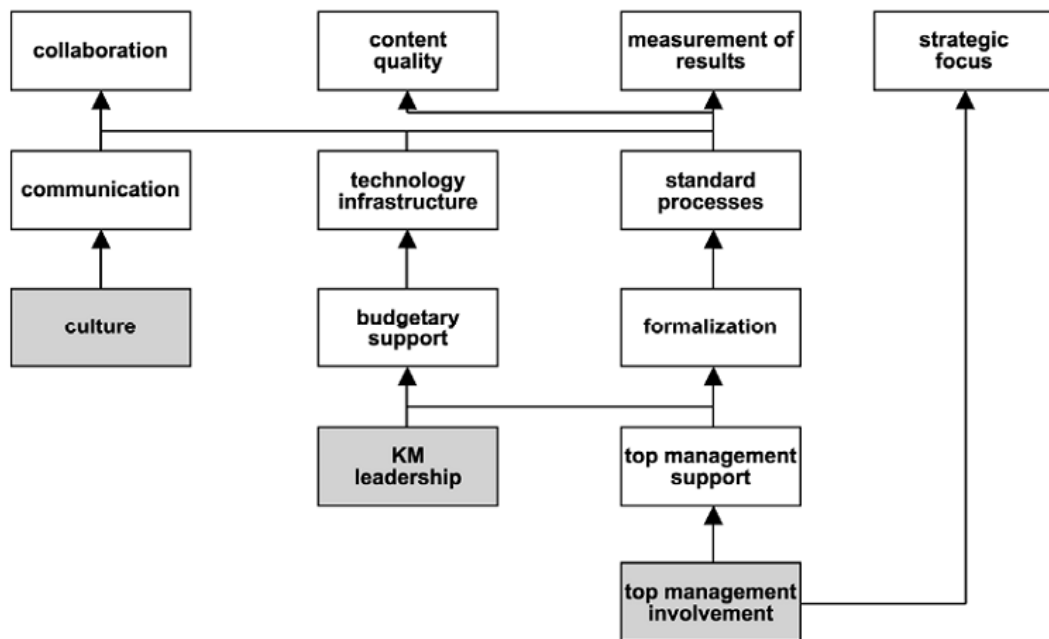 collaboration
content
quality
measurement of
results
strategic
focus
communication
technology
infrastructure
standard
processes
culture
budgetary
support
formalization
KM
leadership
top management
support
top management
involvement